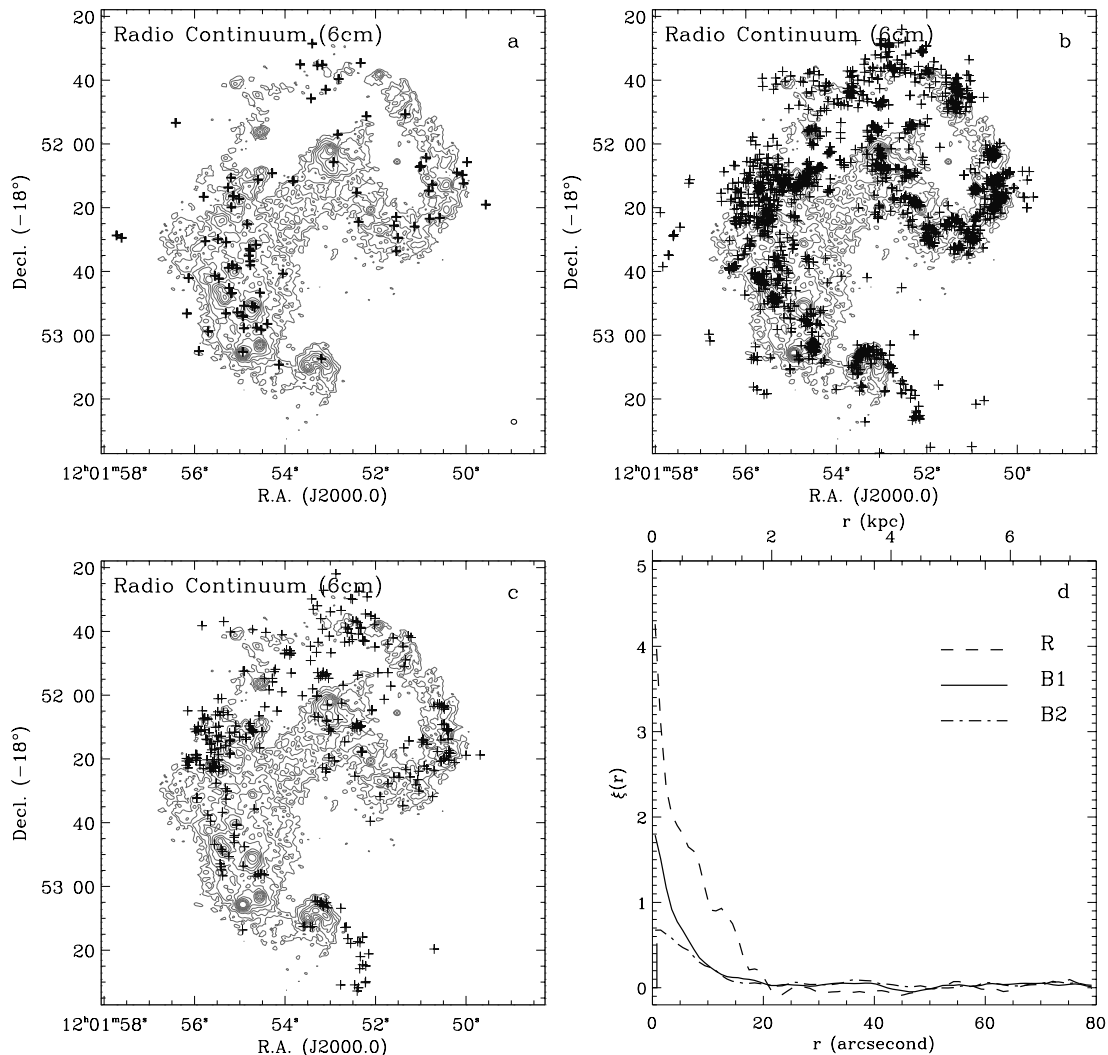 Radio Continuum (6cm) a
20
40
52 00
20
40
53 00
20
Decl. (−18°)
12ʰ01ᵐ58ˢ 56ˢ 54ˢ 52ˢ 50ˢ
R.A. (J2000.0)
Radio Continuum (6cm) b
20
40
52 00
20
40
53 00
20
Decl. (−18°)
12ʰ01ᵐ58ˢ 56ˢ 54ˢ 52ˢ 50ˢ
R.A. (J2000.0)
Radio Continuum (6cm) c
20
40
52 00
20
40
53 00
20
Decl. (−18°)
12ʰ01ᵐ58ˢ 56ˢ 54ˢ 52ˢ 50ˢ
R.A. (J2000.0)
r (kpc)
0 2 4 6
d
R
B1
B2
5
4
3
2
1
0
ξ(r)
0 20 40 60 80
r (arcsecond)